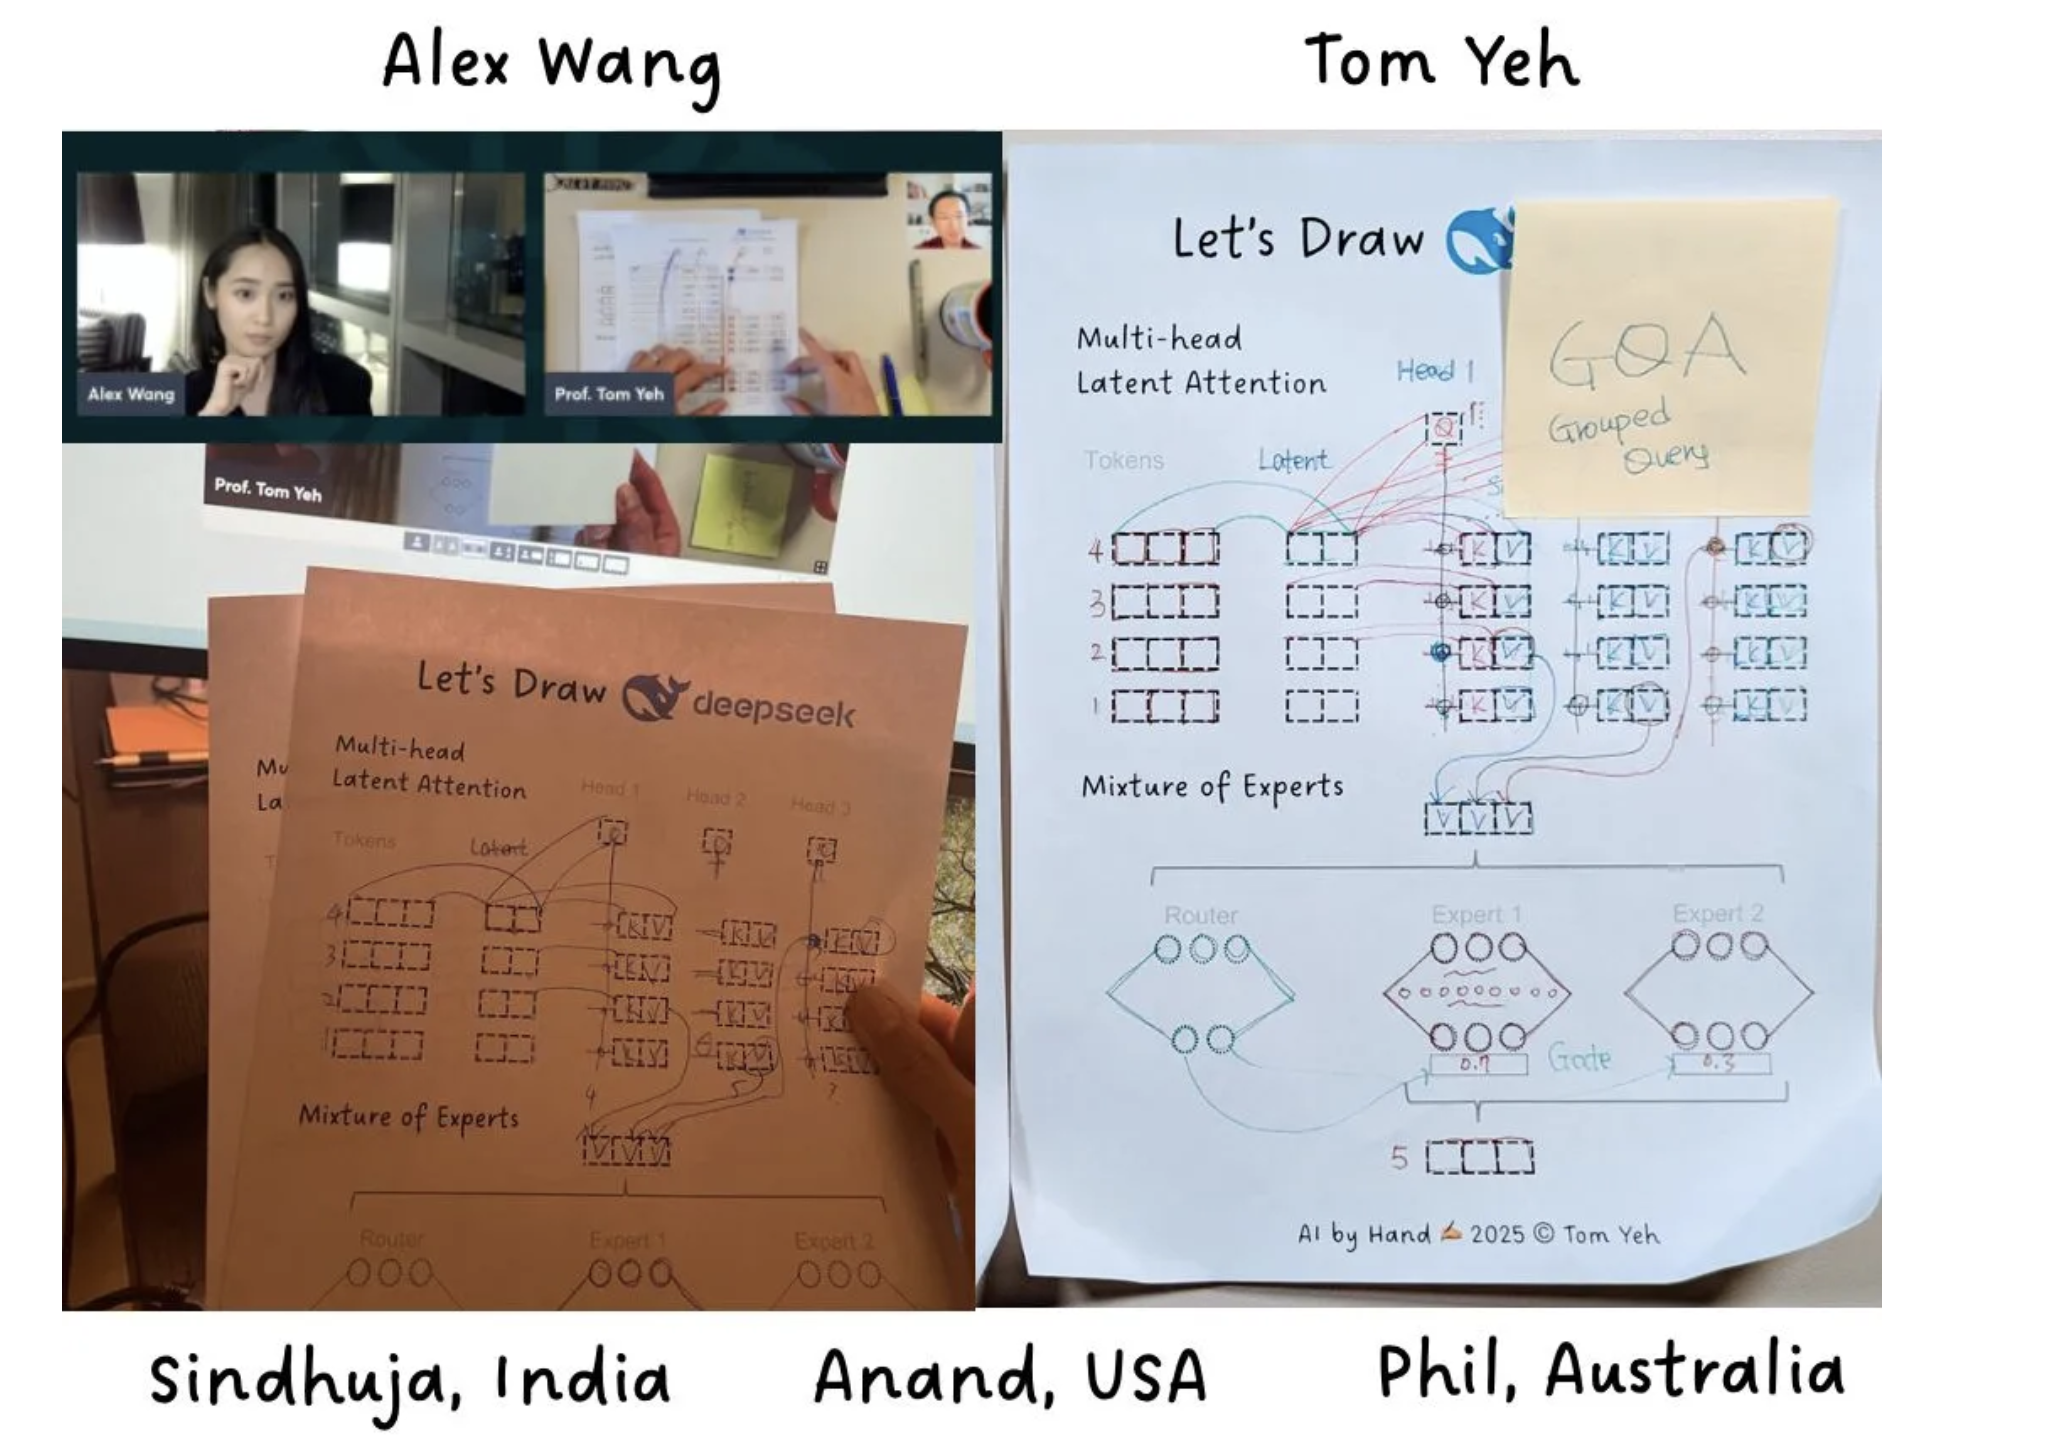 Alex Wang
Tom Yeh
Alex Wang
Prof. Tom Yeh
Prof. Tom Yeh
Let's Draw deepseek
Multi-head
Latent Attention
Head 1 Head 2 Head 3
Tokens Latent
4 K V K V K V
3 K V K V K V
2 K V K V K
1 K V K V K V
4 5
Mixture of Experts
V V V
Router Expert 1 Expert 2
Mu
La
T
Let's Draw
GQA
Grouped
Query
Multi-head
Latent Attention
Head 1
Q
Tokens Latent
4 K V K V K V
3 K V K V K V
2 K V K V K V
1 K V K V K V
Mixture of Experts
V V V
Router Expert 1 Expert 2
0.7 Gate 0.3
5
AI by Hand ✍️ 2025 © Tom Yeh
Sindhuja, India
Anand, USA
Phil, Australia